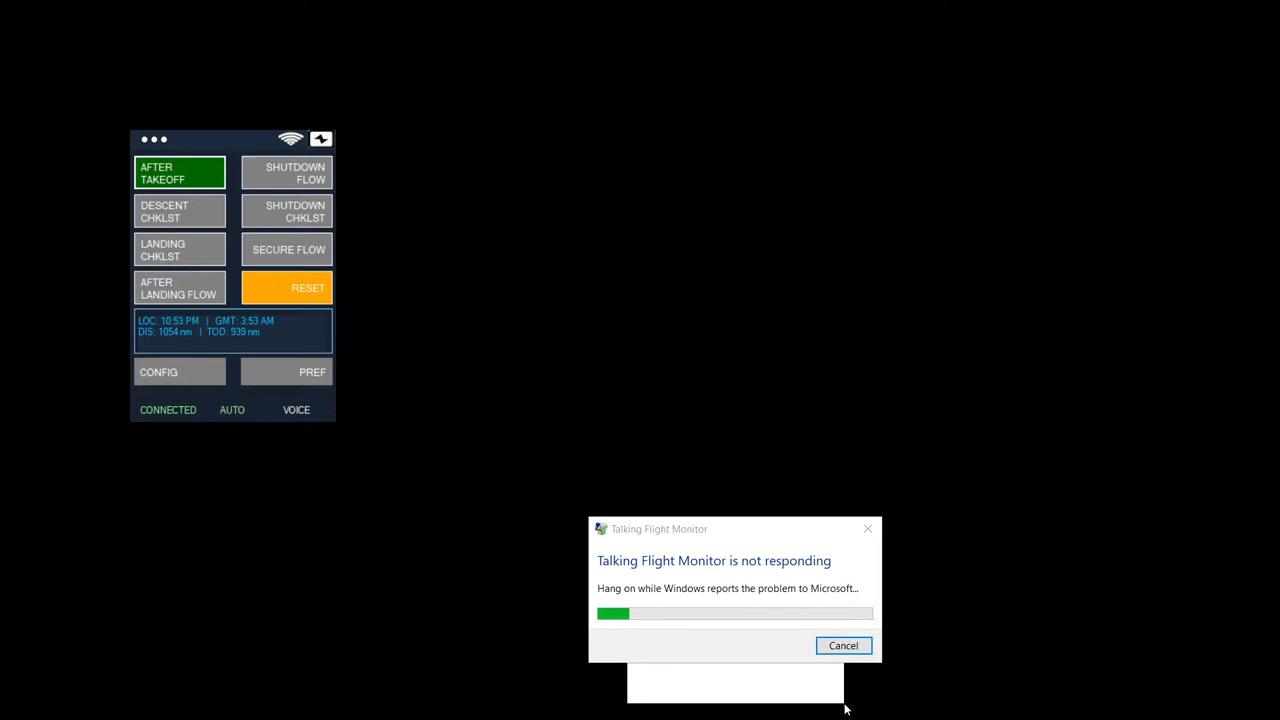 AFTER
TAKEOFF
SHUTDOWN
FLOW
DESCENT
CHKLST
SHUTDOWN
CHKLST
LANDING
CHKLST
SECURE FLOW
AFTER
LANDING FLOW
RESET
LOC: 10:53 PM | GMT: 3:53 AM
DIS: 1054 nm | TOD: 939 nm
CONFIG
PREF
CONNECTED
AUTO
VOICE
Talking Flight Monitor
Talking Flight Monitor is not responding
Hang on while Windows reports the problem to Microsoft...
Cancel